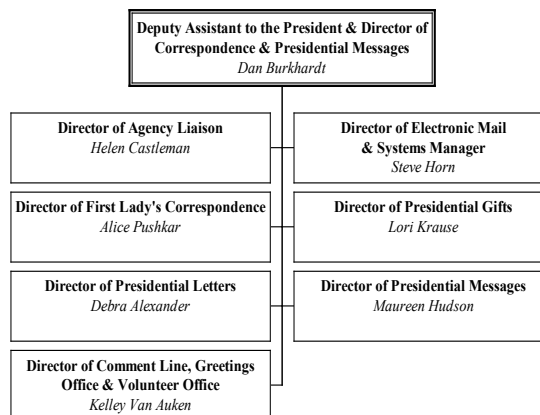 Deputy Assistant to the President & Director of
Correspondence & Presidential Messages
Dan Burkhardt
Director of Agency Liaison
Helen Castleman
Director of Electronic Mail
& Systems Manager
Steve Horn
Director of First Lady's Correspondence
Alice Pushkar
Director of Presidential Gifts
Lori Krause
Director of Presidential Letters
Debra Alexander
Director of Presidential Messages
Maureen Hudson
Director of Comment Line, Greetings
Office & Volunteer Office
Kelley Van Auken